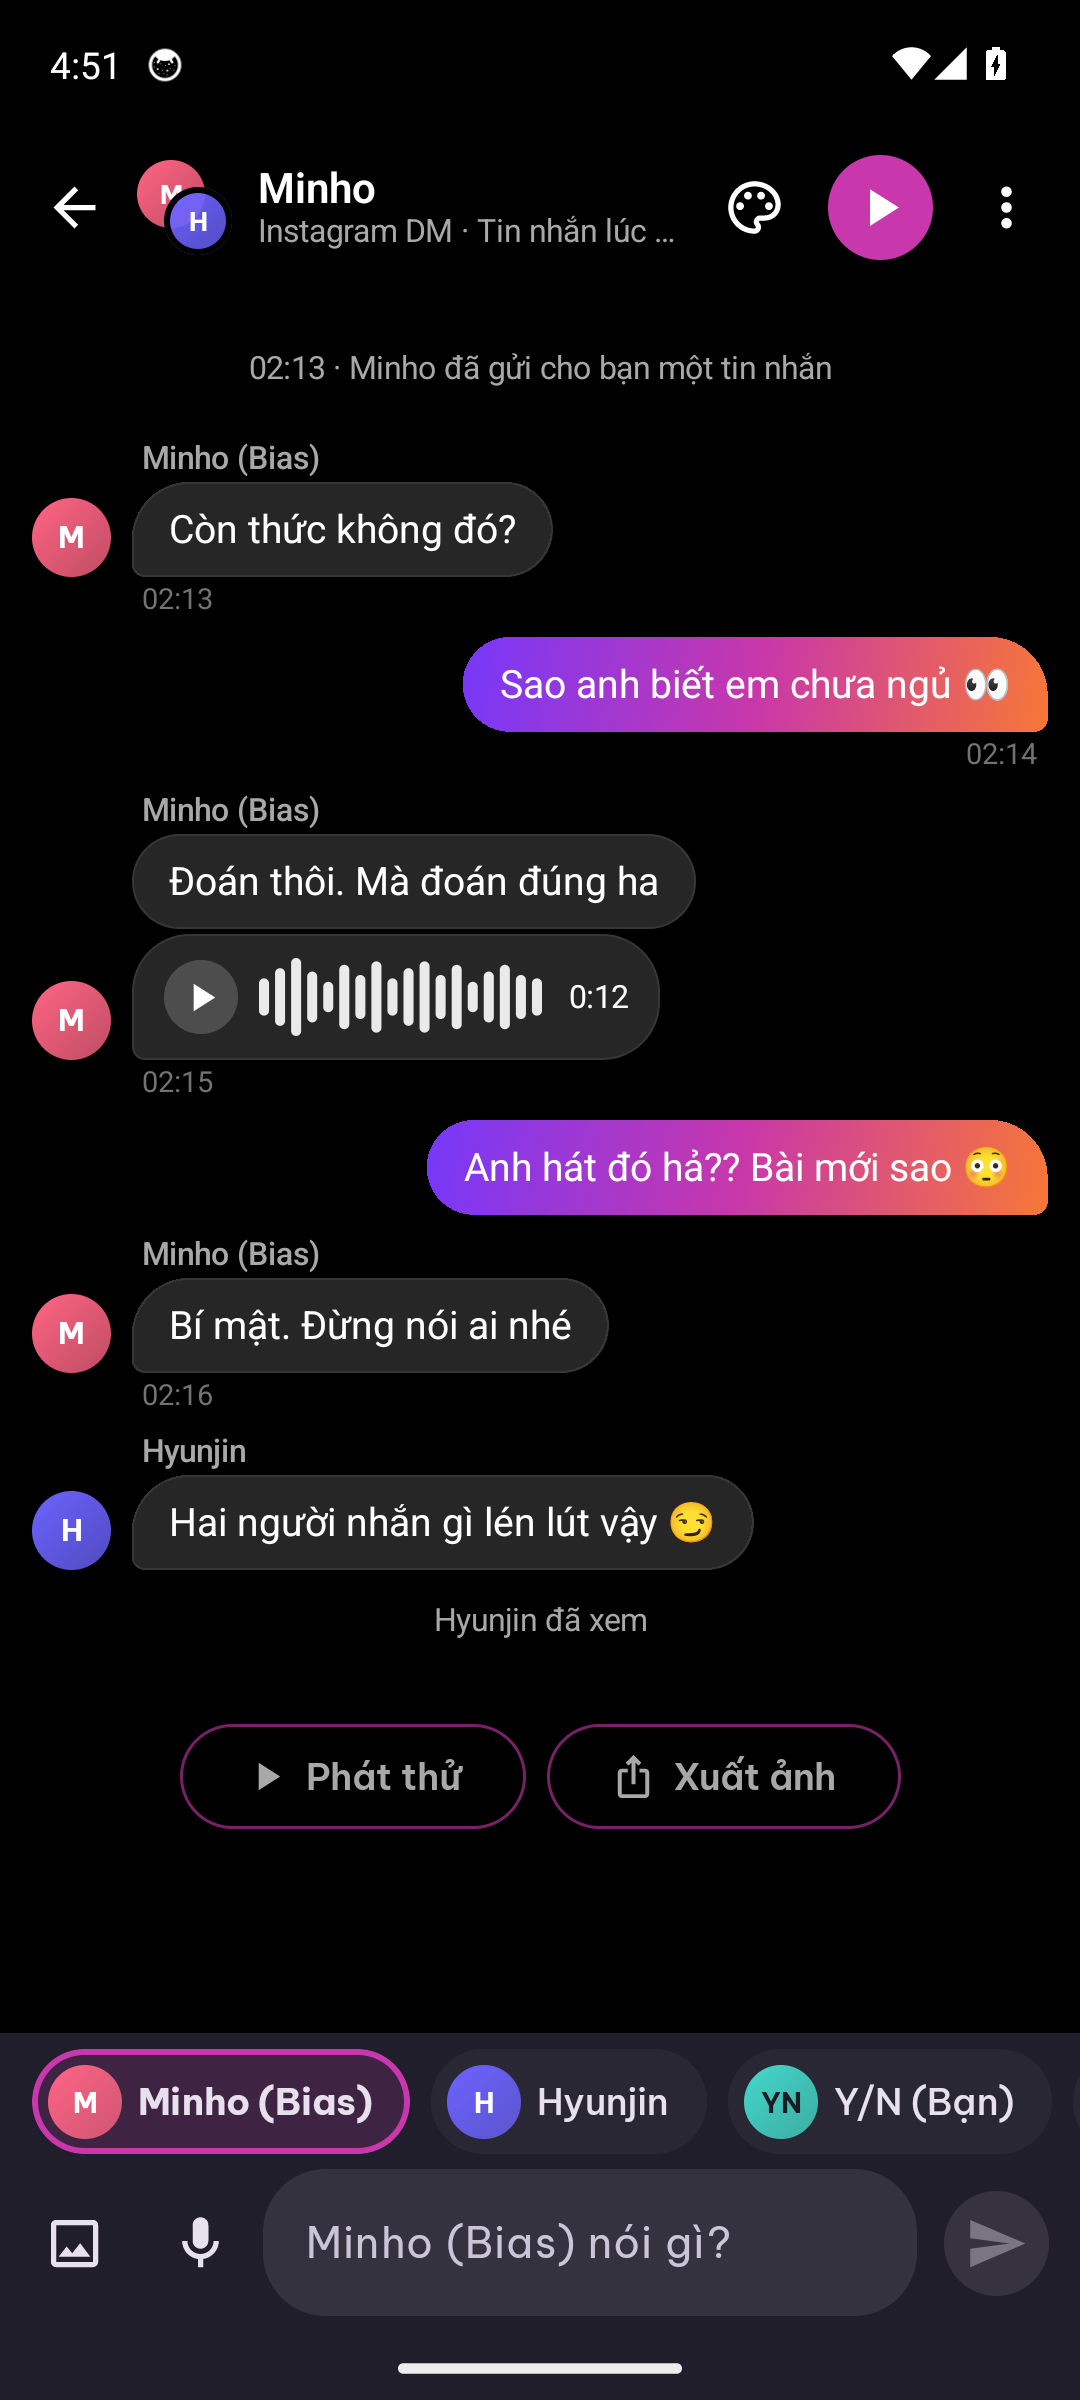 4:51
M
H
Minho
Instagram DM · Tin nhắn lúc ...
02:13 · Minho đã gửi cho bạn một tin nhắn
Minho (Bias)
M
Còn thức không đó?
02:13
Sao anh biết em chưa ngủ 👀
02:14
Minho (Bias)
Đoán thôi. Mà đoán đúng ha
M
0:12
02:15
Anh hát đó hả?? Bài mới sao 😳
Minho (Bias)
M
Bí mật. Đừng nói ai nhé
02:16
Hyunjin
H
Hai người nhắn gì lén lút vậy 😏
Hyunjin đã xem
Phát thử
Xuất ảnh
M Minho (Bias)
H Hyunjin
YN Y/N (Bạn)
Minho (Bias) nói gì?